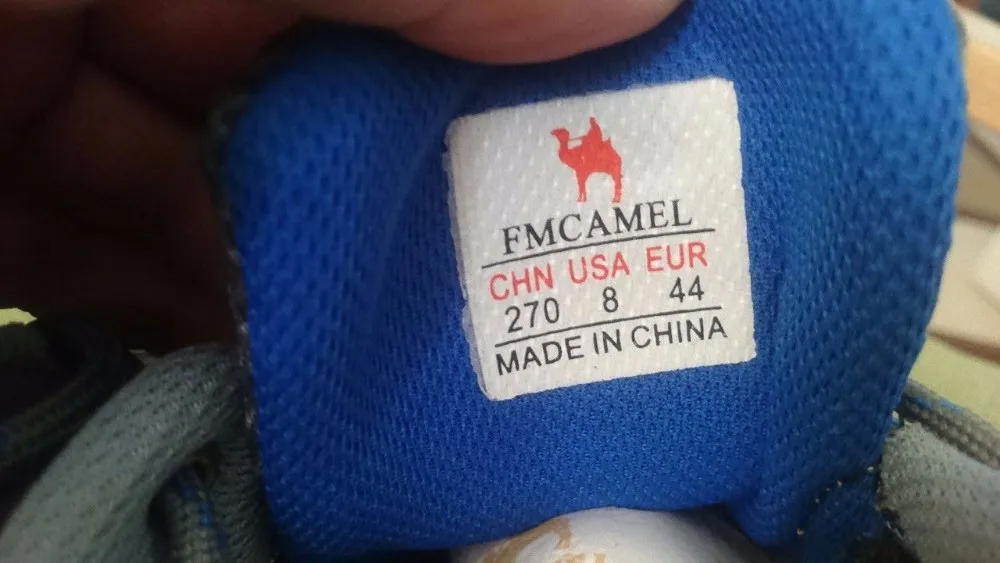 FMCAMEL
CHN USA EUR
270 8 44
MADE IN CHINA